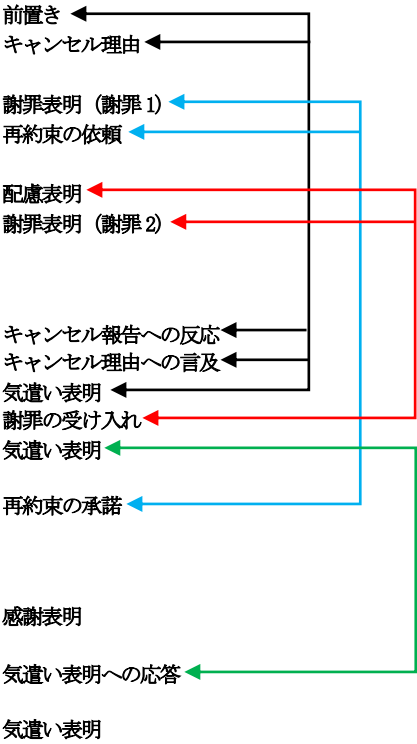 前置き
キャンセル理由
謝罪表明（謝罪 1）
再約束の依頼
配慮表明
謝罪表明（謝罪 2）
キャンセル報告への反応
キャンセル理由への言及
気遣い表明
謝罪の受け入れ
気遣い表明
再約束の承諾
感謝表明
気遣い表明への応答
気遣い表明